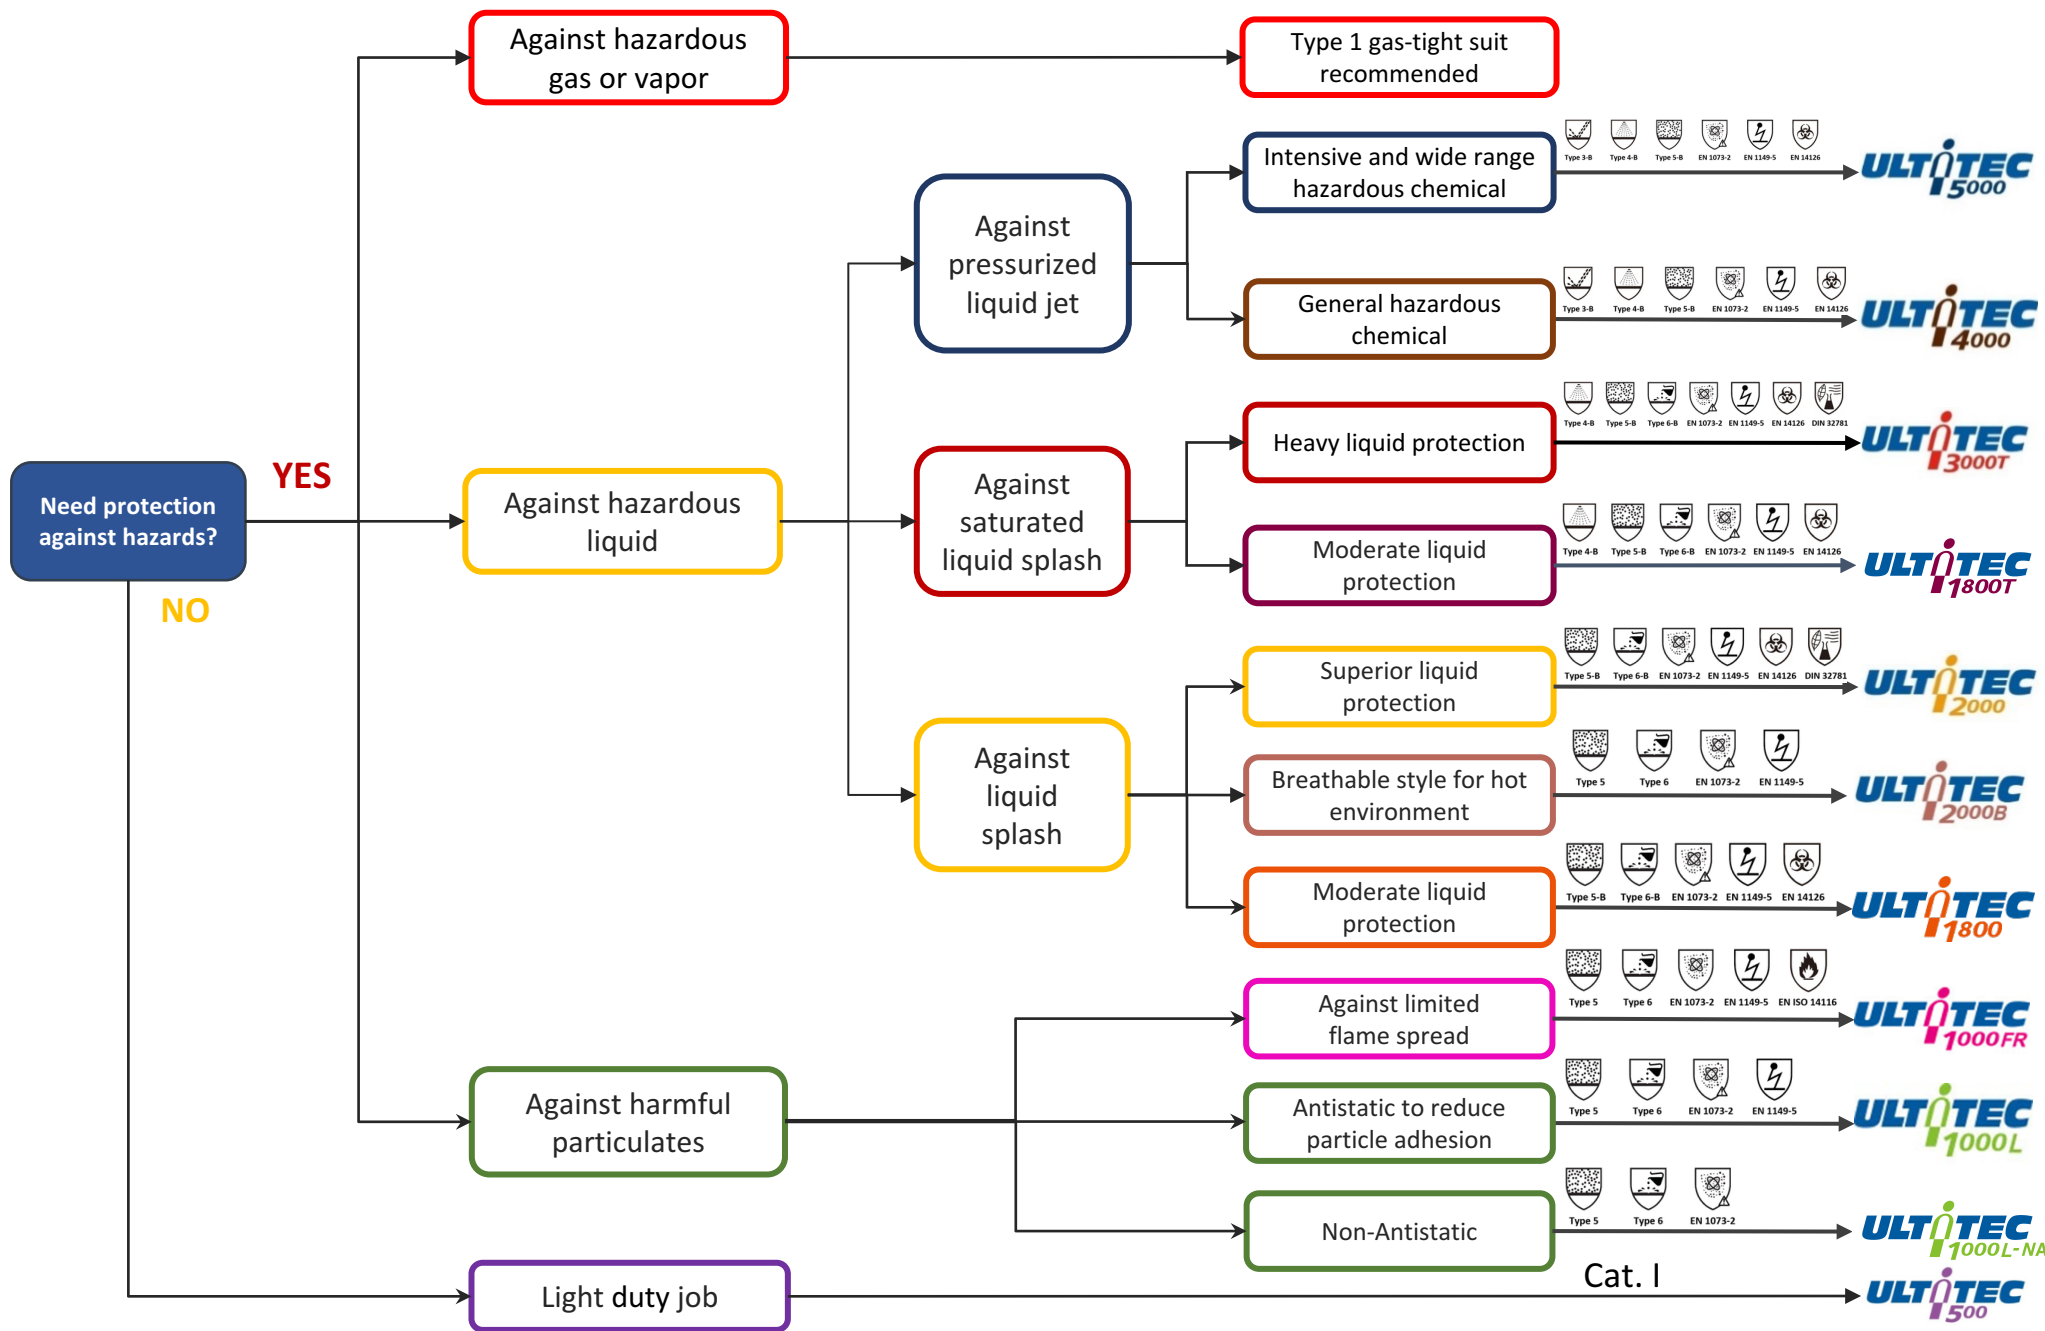 Need protection
against hazards?
YES
NO
Against hazardous
gas or vapor
Type 1 gas-tight suit
recommended
Against hazardous
liquid
Against
pressurized
liquid jet
Intensive and wide range
hazardous chemical
Type 3-B Type 4-B Type 5-B EN 1073-2 EN 1149-5 EN 14126
ULTITEC
5000
General hazardous
chemical
Type 3-B Type 4-B Type 5-B EN 1073-2 EN 1149-5 EN 14126
ULTITEC
4000
Against
saturated
liquid splash
Heavy liquid protection
Type 4-B Type 5-B Type 6-B EN 1073-2 EN 1149-5 EN 14126 DIN 32781
ULTITEC
3000T
Moderate liquid
protection
Type 4-B Type 5-B Type 6-B EN 1073-2 EN 1149-5 EN 14126
ULTITEC
1800T
Against
liquid
splash
Superior liquid
protection
Type 5-B Type 6-B EN 1073-2 EN 1149-5 EN 14126 DIN 32781
ULTITEC
2000
Breathable style for hot
environment
Type 5 Type 6 EN 1073-2 EN 1149-5
ULTITEC
2000B
Moderate liquid
protection
Type 5-B Type 6-B EN 1073-2 EN 1149-5 EN 14126
ULTITEC
1800
Against harmful
particulates
Against limited
flame spread
Type 5 Type 6 EN 1073-2 EN 1149-5 EN ISO 14116
ULTITEC
1000FR
Antistatic to reduce
particle adhesion
Type 5 Type 6 EN 1073-2 EN 1149-5
ULTITEC
1000L
Non-Antistatic
Type 5 Type 6 EN 1073-2
ULTITEC
1000L-NA
Light duty job
Cat. I
ULTITEC
500